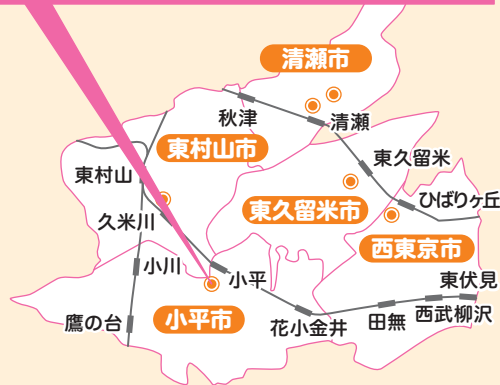 清瀬市
秋津
清瀬
東村山市
東久留米
東村山
ひばりヶ丘
久米川
東久留米市
西東京市
小川
小平
東伏見
鷹の台
小平市
花小金井
田無
西武柳沢